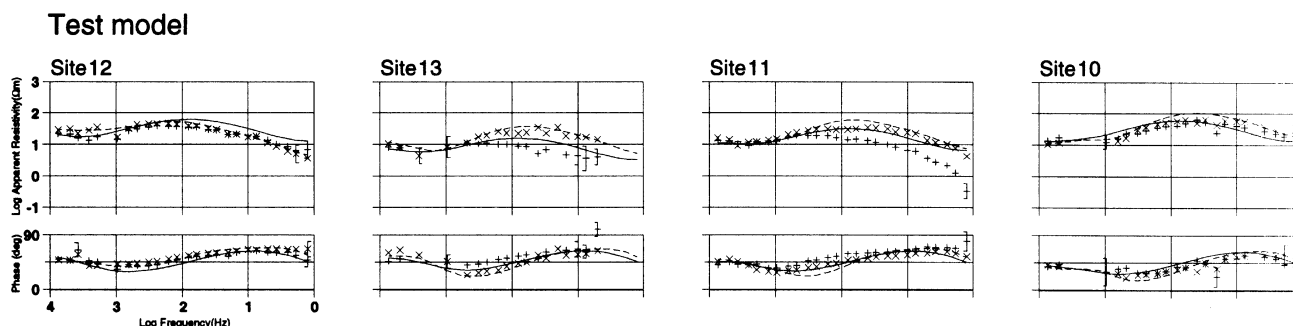 Test model
Site12
Site13
Site11
Site10
Log Apparent Resistivity(Ωm)
3
2
1
0
-1
Phase (deg)
90
0
4
3
2
1
0
Log Frequency(Hz)